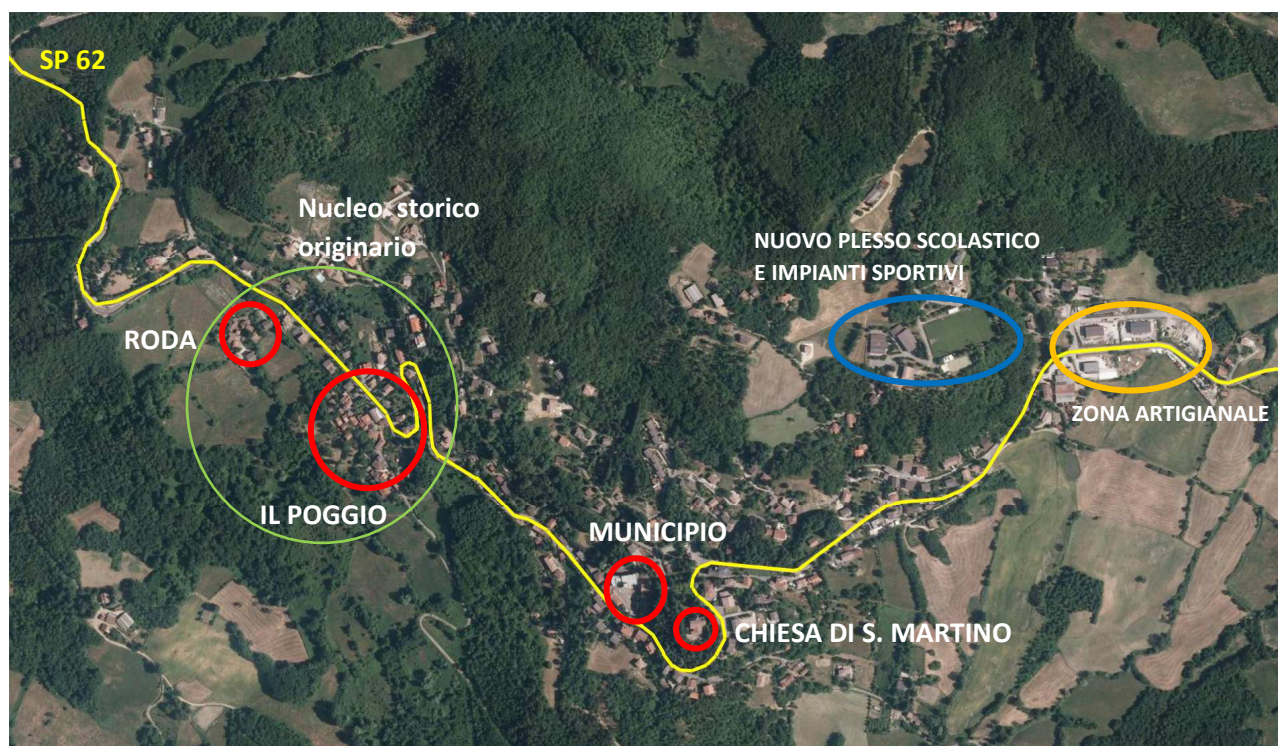 SP 62
Nucleo storico
originario
NUOVO PLESSO SCOLASTICO
E IMPIANTI SPORTIVI
RODA
ZONA ARTIGIANALE
IL POGGIO
MUNICIPIO
CHIESA DI S. MARTINO